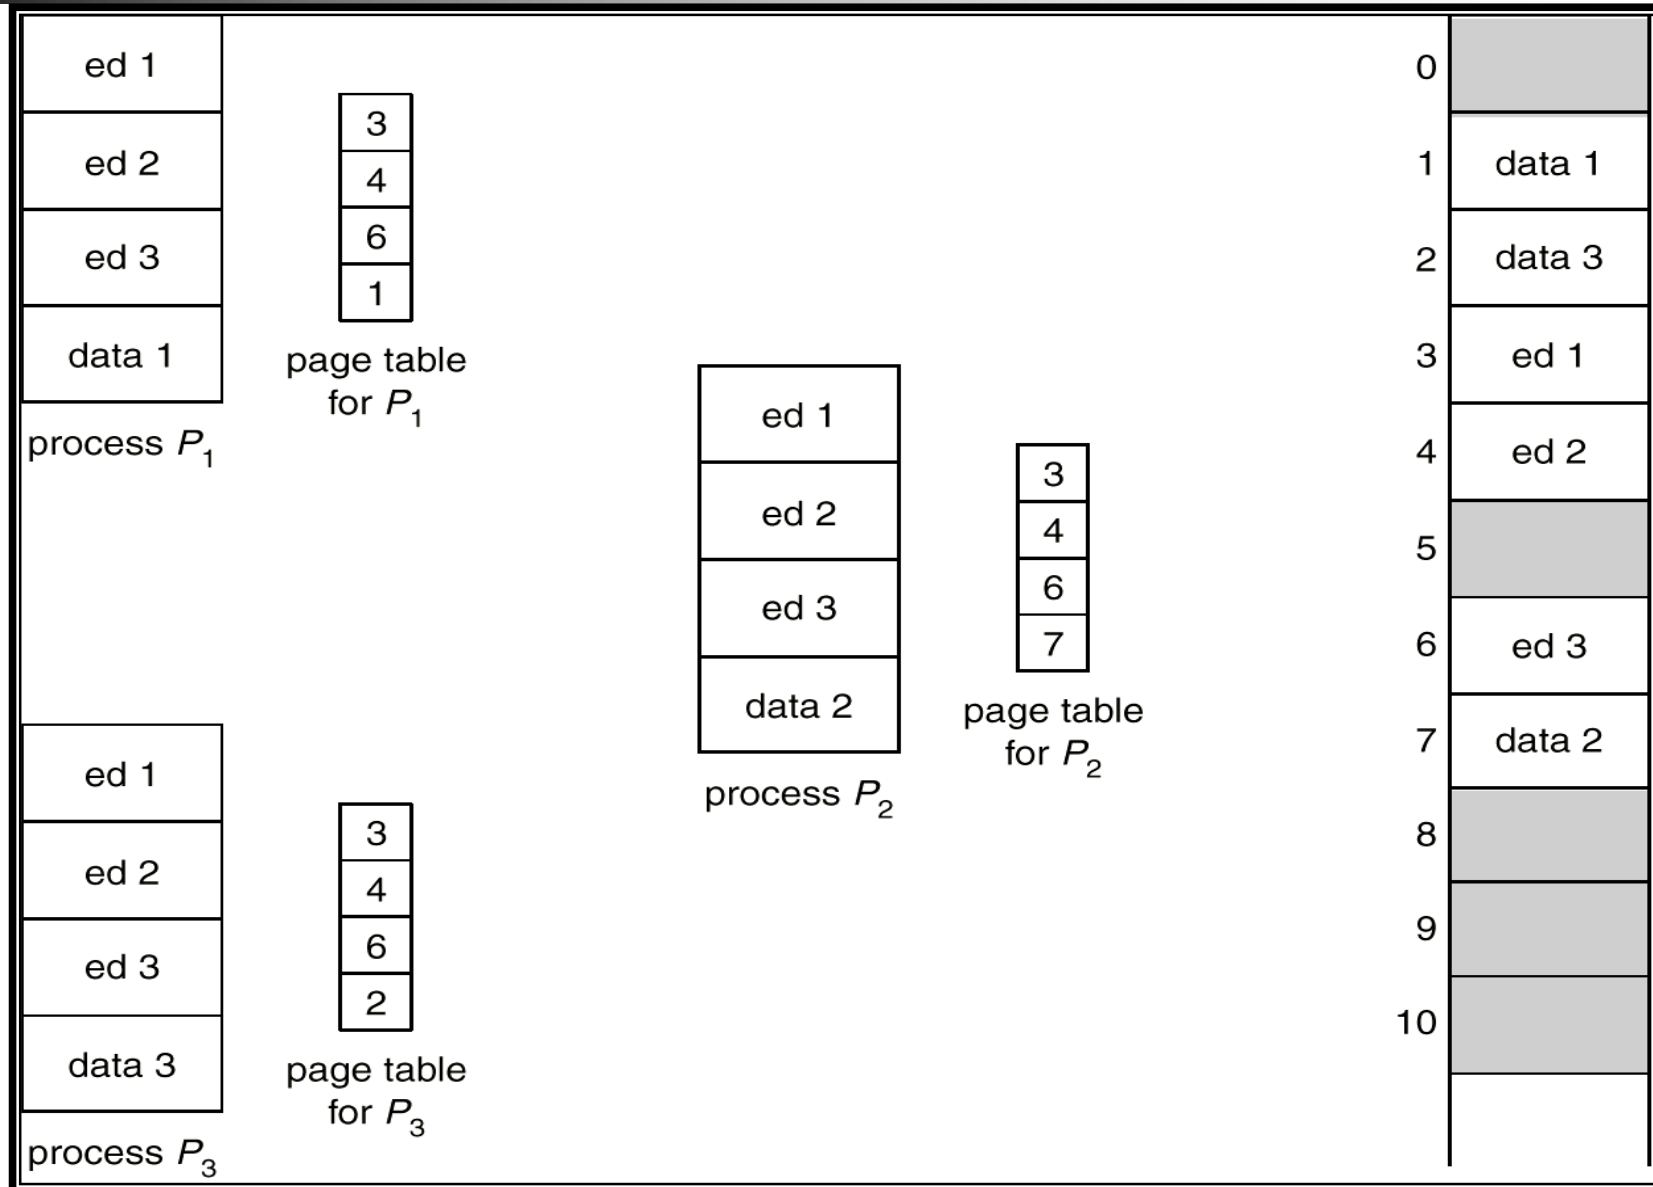 ed 1
ed 2
ed 3
data 1
process P1
3
4
6
1
page table
for P1
ed 1
ed 2
ed 3
data 2
process P2
3
4
6
7
page table
for P2
ed 1
ed 2
ed 3
data 3
process P3
3
4
6
2
page table
for P3
0
1 data 1
2 data 3
3 ed 1
4 ed 2
5
6 ed 3
7 data 2
8
9
10